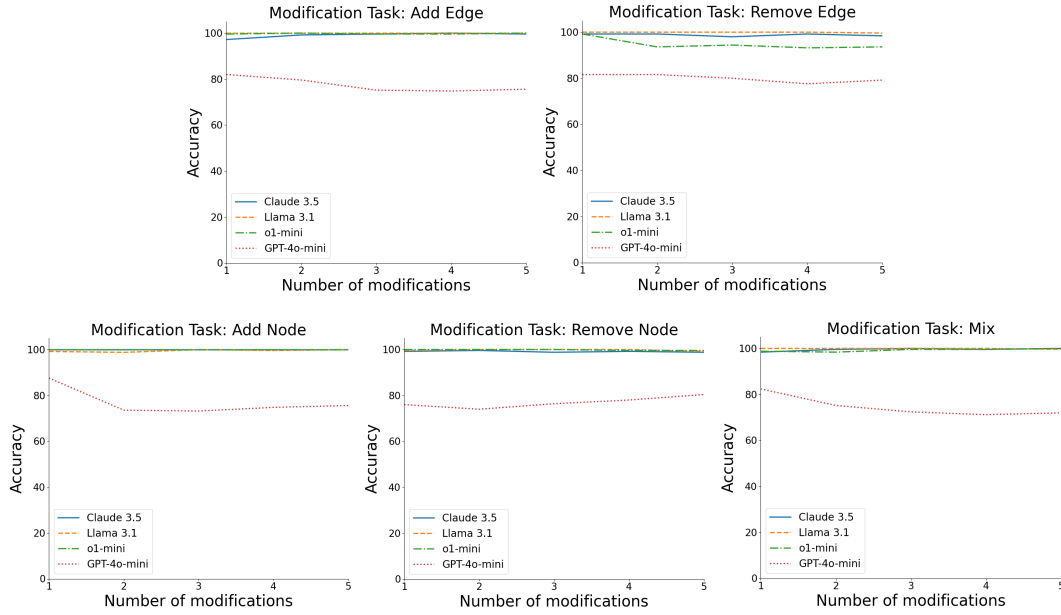 Modification Task: Add Edge
100
80
60
40
20
0
Accuracy
Claude 3.5
Llama 3.1
o1-mini
GPT-4o-mini
1 2 3 4 5
Number of modifications
Modification Task: Remove Edge
100
80
60
40
20
0
Accuracy
Claude 3.5
Llama 3.1
o1-mini
GPT-4o-mini
1 2 3 4 5
Number of modifications
Modification Task: Add Node
100
80
60
40
20
0
Accuracy
Claude 3.5
Llama 3.1
o1-mini
GPT-4o-mini
1 2 3 4 5
Number of modifications
Modification Task: Remove Node
100
80
60
40
20
0
Accuracy
Claude 3.5
Llama 3.1
o1-mini
GPT-4o-mini
1 2 3 4 5
Number of modifications
Modification Task: Mix
100
80
60
40
20
0
Accuracy
Claude 3.5
Llama 3.1
o1-mini
GPT-4o-mini
1 2 3 4 5
Number of modifications